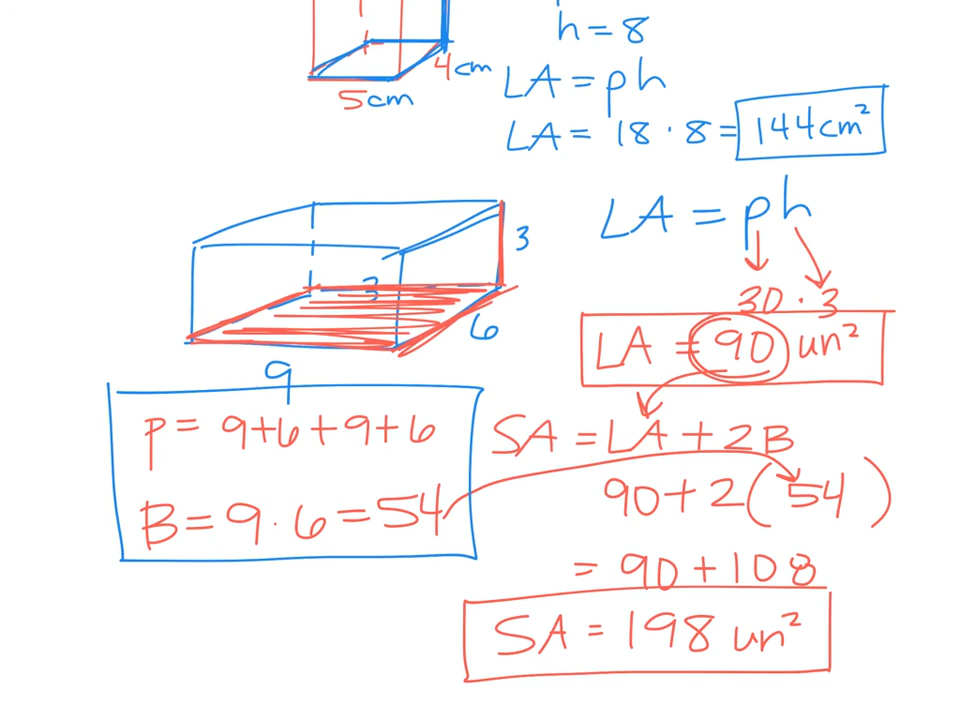 h = 8
4cm
5cm
LA = ph
LA = 18 · 8 = 144cm²
LA = ph
3
3
30 · 3
6
LA = 90 un²
9
P = 9+6+9+6
SA = LA + 2B
90+2(54)
B = 9 · 6 = 54
= 90 + 108
SA = 198 un²